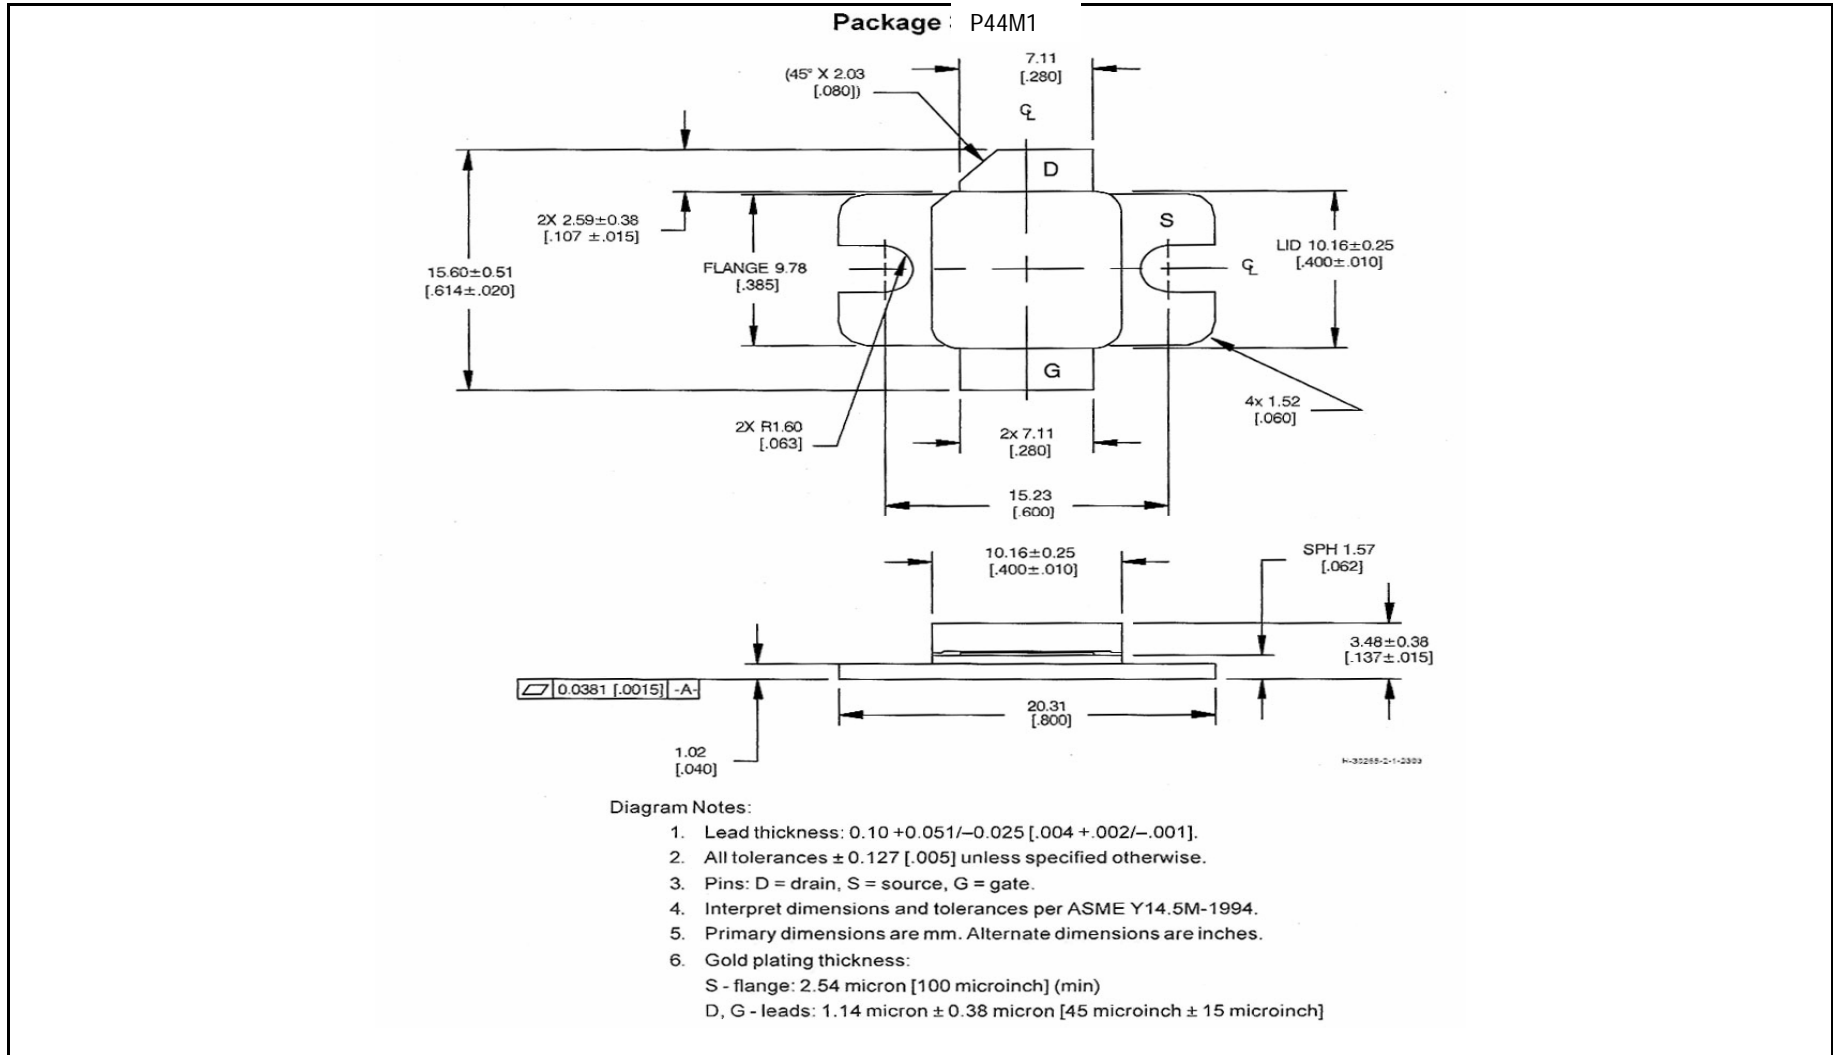 Package P44M1
7.11
[.280]
(45° X 2.03
[.080])
D
2X 2.59±0.38
[.107 ±.015]
S
LID 10.16±0.25
[.400±.010]
FLANGE 9.78
[.385]
15.60±0.51
[.614±.020]
G
4x 1.52
[.060]
2X R1.60
[.063]
2x 7.11
[.280]
15.23
[.600]
10.16±0.25
[.400±.010]
SPH 1.57
[.062]
3.48±0.38
[.137±.015]
0.0381 [.0015] -A-
20.31
[.800]
1.02
[.040]
Diagram Notes:
1. Lead thickness: 0.10 +0.051/–0.025 [.004 +.002/–.001].
2. All tolerances ± 0.127 [.005] unless specified otherwise.
3. Pins: D = drain, S = source, G = gate.
4. Interpret dimensions and tolerances per ASME Y14.5M-1994.
5. Primary dimensions are mm. Alternate dimensions are inches.
6. Gold plating thickness:
S - flange: 2.54 micron [100 microinch] (min)
D, G - leads: 1.14 micron ± 0.38 micron [45 microinch ± 15 microinch]